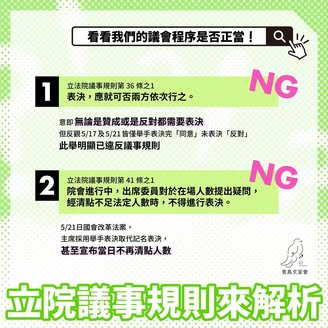 看看我們的議會程序是否正當！
1
立法院議事規則第 36 條之1
表決，應就可否兩方依次行之。
NG
意即 無論是贊成或是反對都需要表決
但反觀 5/17 及 5/21 皆僅舉手表決完「同意」未表決「反對」
此舉明顯已違反議事規則
2
立法院議事規則第 41 條之1
院會進行中，出席委員對於在場人數提出疑問，
經清點不足法定人數時，不得進行表決。
NG
5/21日國會改革法案，
主席採用舉手表決取代記名表決，
甚至宣布當日不再清點人數
青鳥文宣會
立院議事規則來解析